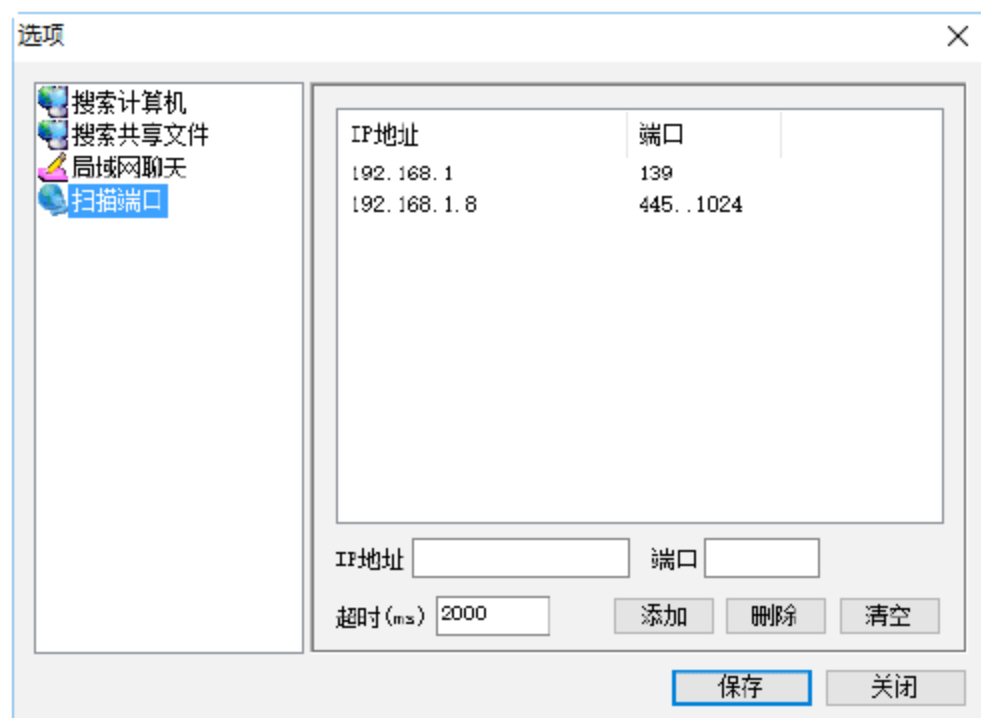 选项
搜索计算机
搜索共享文件
局域网聊天
扫描端口
IP地址 端口
192.168.1 139
192.168.1.8 445..1024
IP地址 端口
超时(ms) 2000 添加 删除 清空
保存 关闭